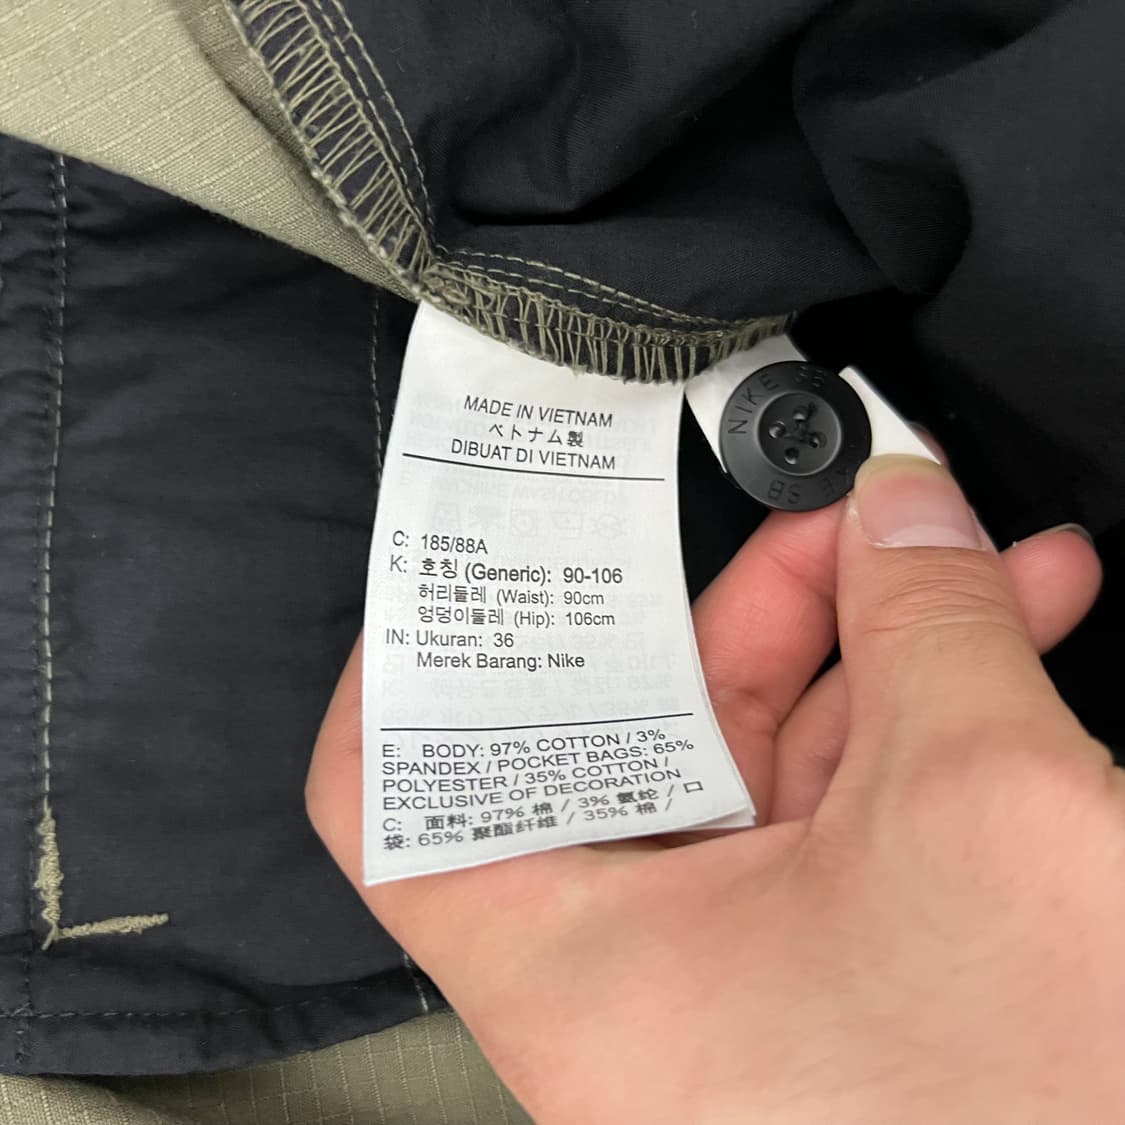 MADE IN VIETNAM
ベトナム製
DIBUAT DI VIETNAM
C: 185/88A
K: 호칭 (Generic): 90-106
허리둘레 (Waist): 90cm
엉덩이둘레 (Hip): 106cm
IN: Ukuran: 36
Merek Barang: Nike
E: BODY: 97% COTTON / 3%
SPANDEX / POCKET BAGS: 65%
POLYESTER / 35% COTTON /
EXCLUSIVE OF DECORATION
C: 面料: 97% 棉 / 3% 氨纶 / 口
袋: 65% 聚酯纤维 / 35% 棉 /
NIKE SB
SB